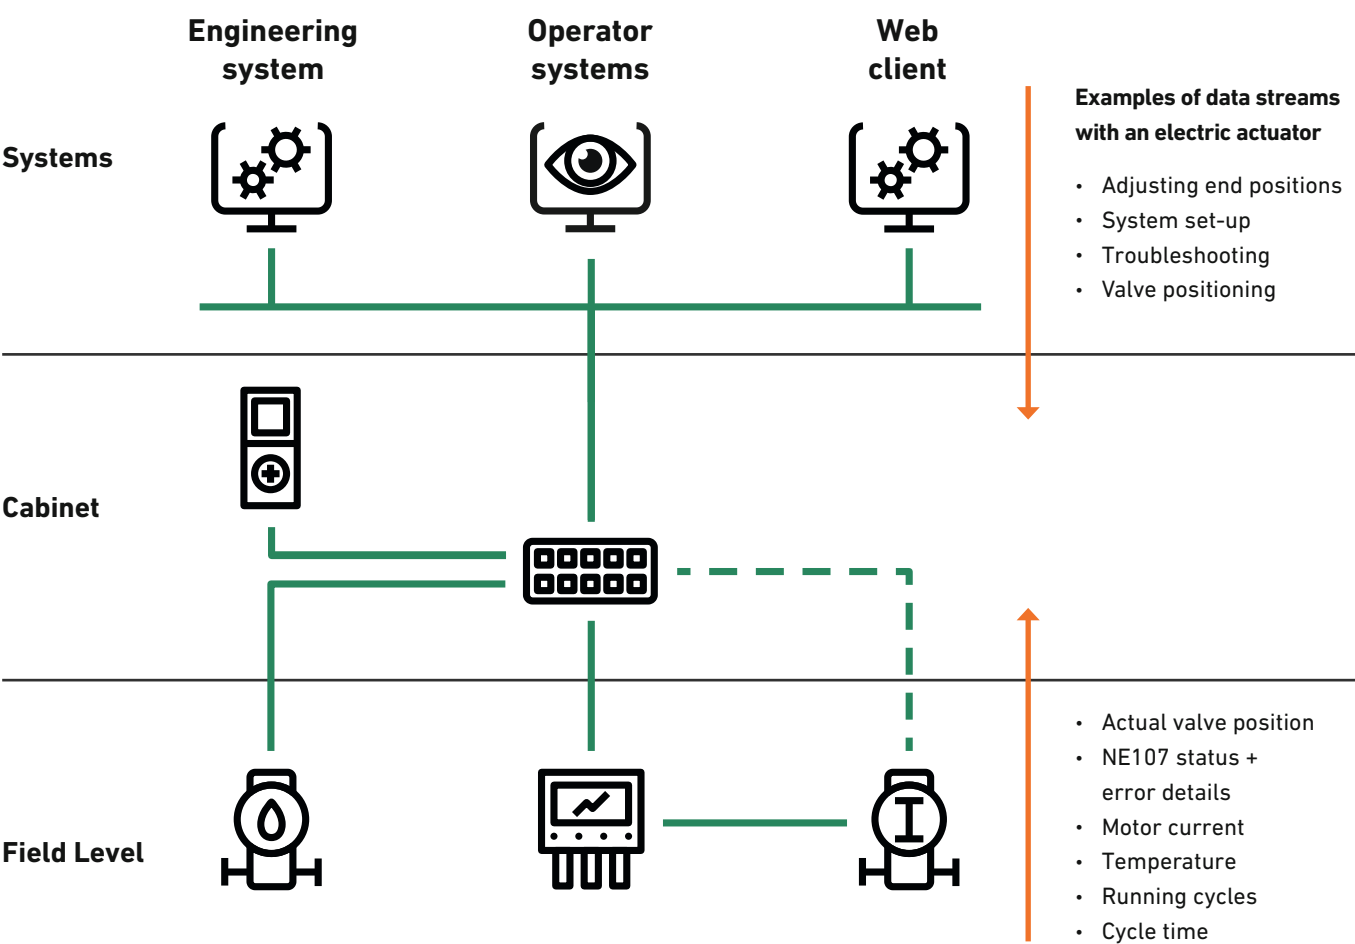 Engineering
system
Operator
systems
Web
client
Systems
Examples of data streams
with an electric actuator
• Adjusting end positions
• System set-up
• Troubleshooting
• Valve positioning
Cabinet
Field Level
• Actual valve position
• NE107 status +
error details
• Motor current
• Temperature
• Running cycles
• Cycle time